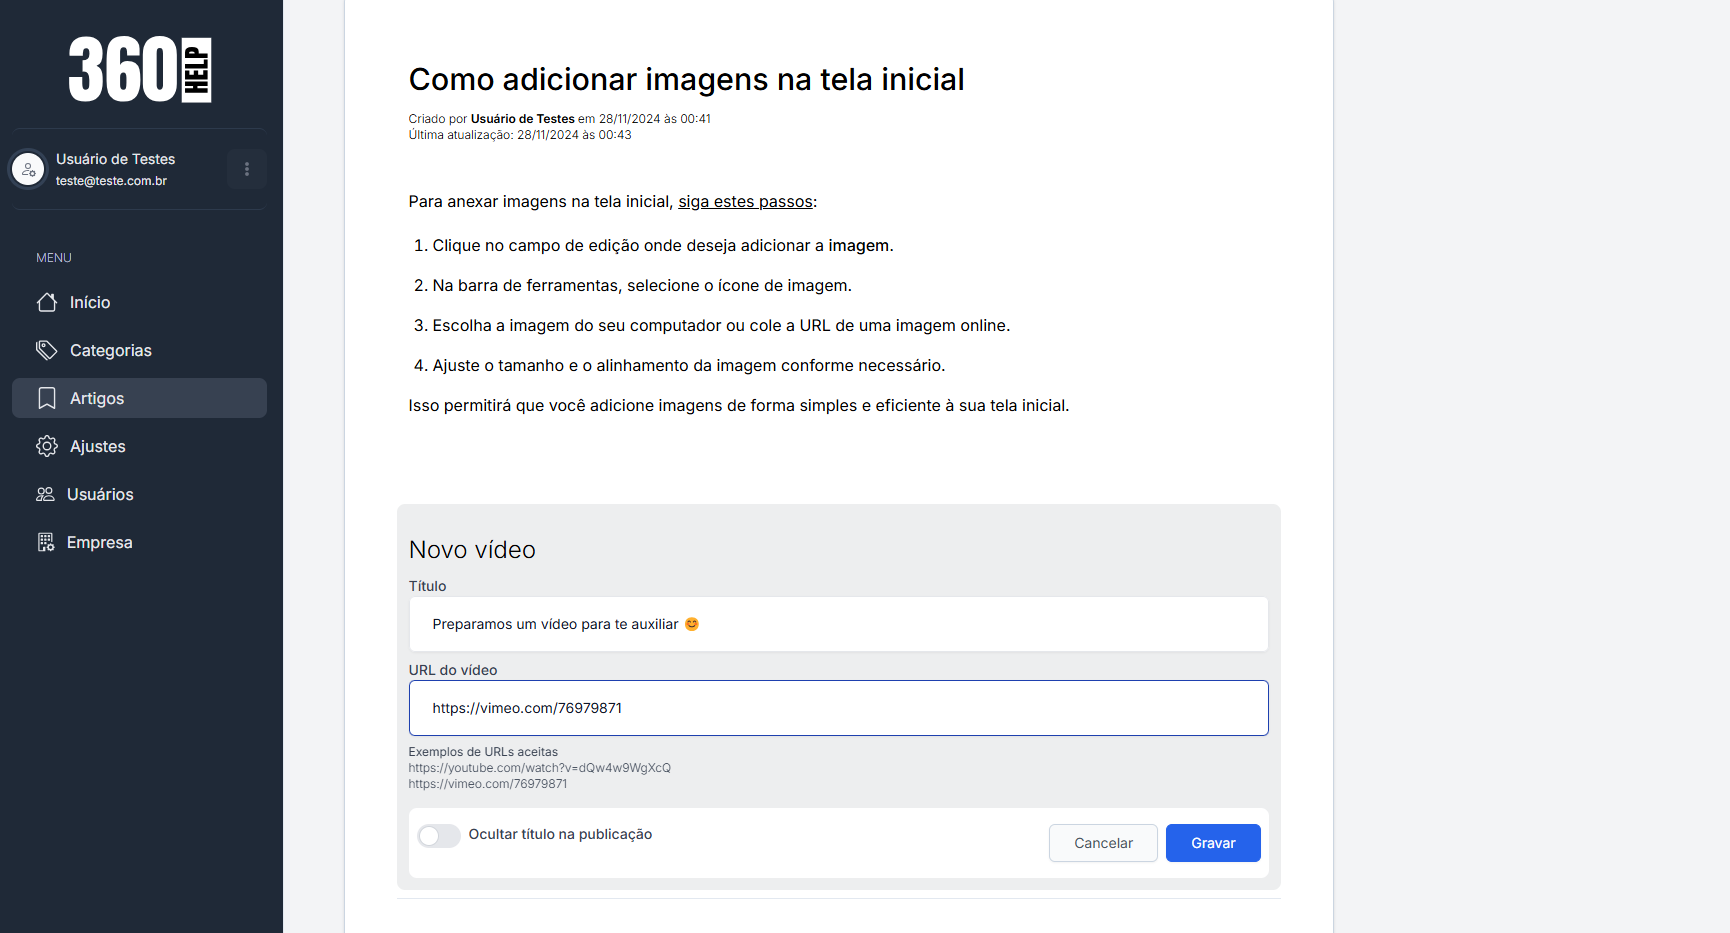 360 HELP
Usuário de Testes
teste@teste.com.br
MENU
Início
Categorias
Artigos
Ajustes
Usuários
Empresa
Como adicionar imagens na tela inicial
Criado por Usuário de Testes em 28/11/2024 às 00:41
Última atualização: 28/11/2024 às 00:43
Para anexar imagens na tela inicial, siga estes passos:
1. Clique no campo de edição onde deseja adicionar a imagem.
2. Na barra de ferramentas, selecione o ícone de imagem.
3. Escolha a imagem do seu computador ou cole a URL de uma imagem online.
4. Ajuste o tamanho e o alinhamento da imagem conforme necessário.
Isso permitirá que você adicione imagens de forma simples e eficiente à sua tela inicial.
Novo vídeo
Título
Preparamos um vídeo para te auxiliar 😊
URL do vídeo
https://vimeo.com/76979871
Exemplos de URLs aceitas
https://youtube.com/watch?v=dQw4w9WgXcQ
https://vimeo.com/76979871
Ocultar título na publicação
Cancelar
Gravar